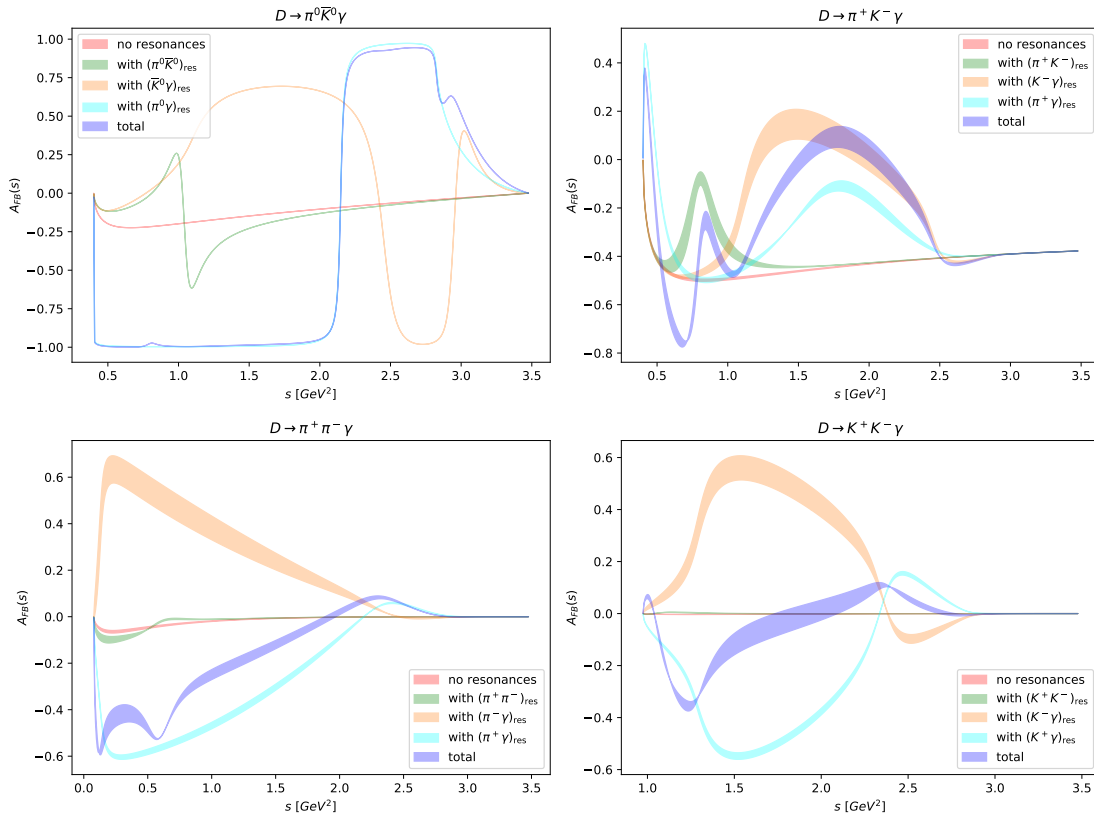 D → π⁰K̅⁰γ
A_FB(s)
1.00
0.75
0.50
0.25
0.00
−0.25
−0.50
−0.75
−1.00
no resonances
with (π⁰K̅⁰)res
with (K̅⁰γ)res
with (π⁰γ)res
total
0.5 1.0 1.5 2.0 2.5 3.0 3.5
s [GeV²]
D → π⁺K⁻γ
A_FB(s)
0.4
0.2
0.0
−0.2
−0.4
−0.6
−0.8
no resonances
with (π⁺K⁻)res
with (K⁻γ)res
with (π⁺γ)res
total
0.5 1.0 1.5 2.0 2.5 3.0 3.5
s [GeV²]
D → π⁺π⁻γ
A_FB(s)
0.6
0.4
0.2
0.0
−0.2
−0.4
−0.6
no resonances
with (π⁺π⁻)res
with (π⁻γ)res
with (π⁺γ)res
total
0.0 0.5 1.0 1.5 2.0 2.5 3.0 3.5
s [GeV²]
D → K⁺K⁻γ
A_FB(s)
0.6
0.4
0.2
0.0
−0.2
−0.4
−0.6
no resonances
with (K⁺K⁻)res
with (K⁻γ)res
with (K⁺γ)res
total
1.0 1.5 2.0 2.5 3.0 3.5
s [GeV²]